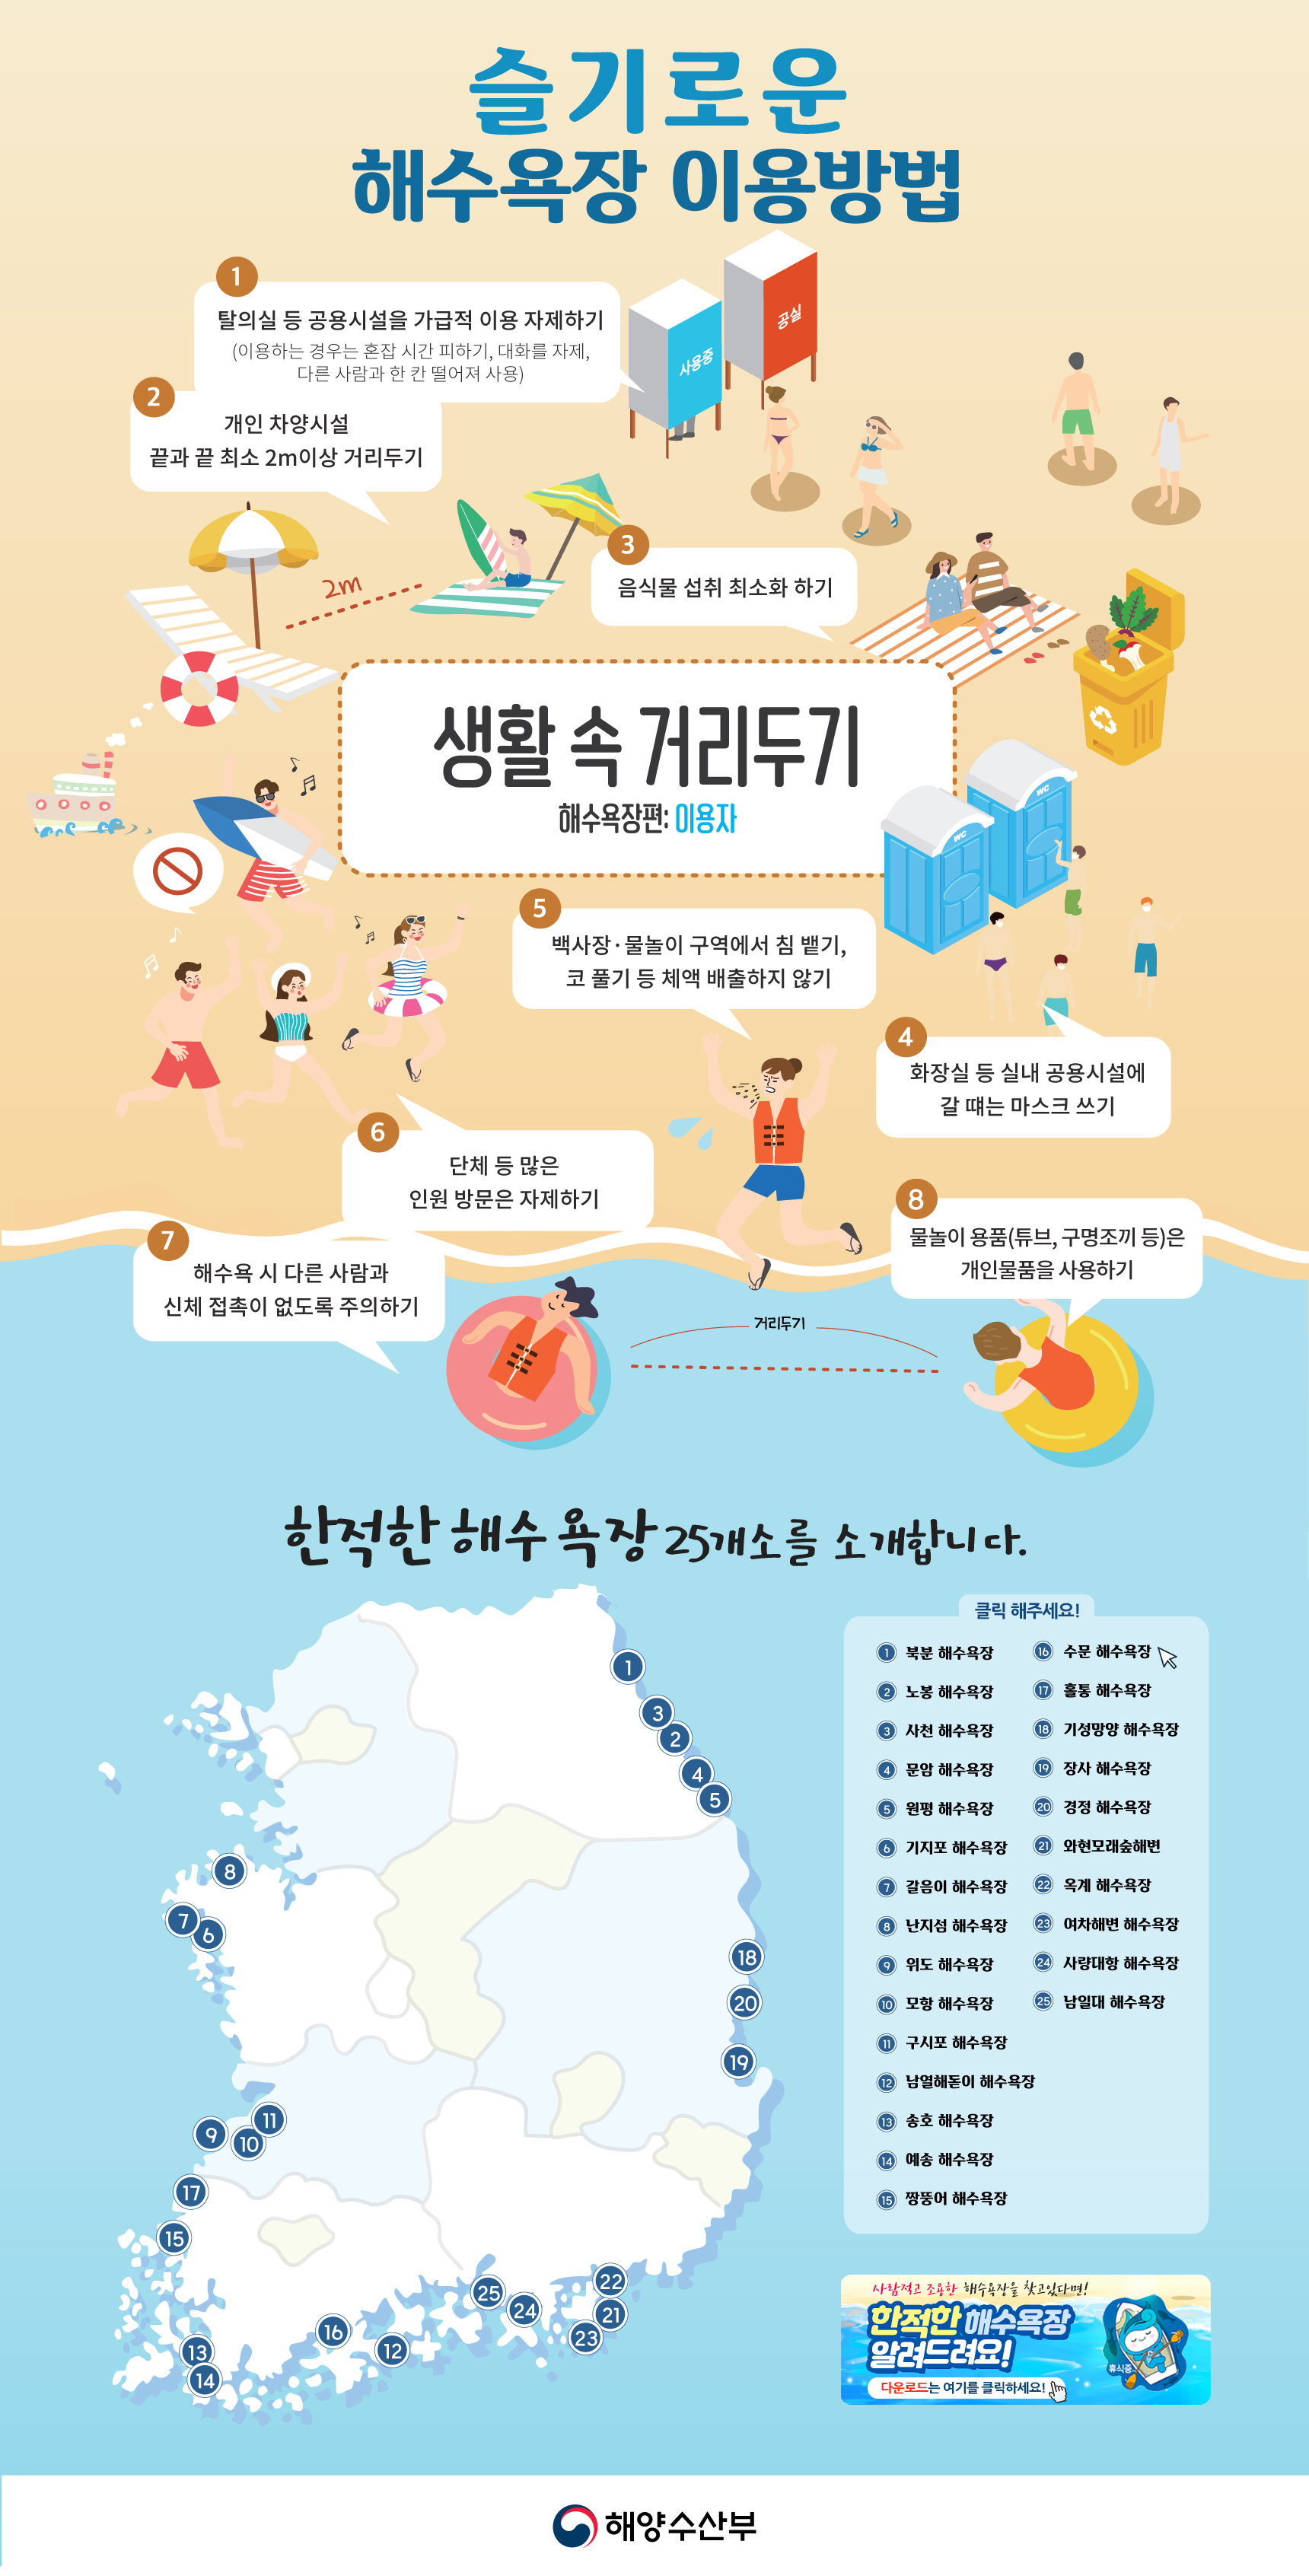 슬기로운
해수욕장 이용방법
1
탈의실 등 공용시설을 가급적 이용 자제하기
(이용하는 경우는 혼잡 시간 피하기, 대화를 자제,
다른 사람과 한 칸 떨어져 사용)
사용중
공실
2
개인 차양시설
끝과 끝 최소 2m이상 거리두기
2m
3
음식물 섭취 최소화 하기
생활 속 거리두기
해수욕장편: 이용자
WC
WC
5
백사장·물놀이 구역에서 침 뱉기,
코 풀기 등 체액 배출하지 않기
4
화장실 등 실내 공용시설에
갈 떄는 마스크 쓰기
6
단체 등 많은
인원 방문은 자제하기
7
해수욕 시 다른 사람과
신체 접촉이 없도록 주의하기
8
물놀이 용품(튜브, 구명조끼 등)은
개인물품을 사용하기
거리두기
한적한 해수욕장 25개소를 소개합니다.
1
3
2
4
5
8
7
6
18
20
19
11
9
10
17
15
25
22
24
21
16
23
12
13
14
클릭 해주세요!
1 북분 해수욕장
2 노봉 해수욕장
3 사천 해수욕장
4 문암 해수욕장
5 원평 해수욕장
6 기지포 해수욕장
7 갈음이 해수욕장
8 난지섬 해수욕장
9 위도 해수욕장
10 모항 해수욕장
11 구시포 해수욕장
12 남열해돋이 해수욕장
13 송호 해수욕장
14 예송 해수욕장
15 짱뚱어 해수욕장
16 수문 해수욕장
17 홀통 해수욕장
18 기성망양 해수욕장
19 장사 해수욕장
20 경정 해수욕장
21 와현모래숲해변
22 옥계 해수욕장
23 여차해변 해수욕장
24 사량대항 해수욕장
25 남일대 해수욕장
사람적고 조용한 해수욕장을 찾고있다면!
한적한 해수욕장
알려드려요!
다운로드는 여기를 클릭하세요!
휴식중
해양수산부